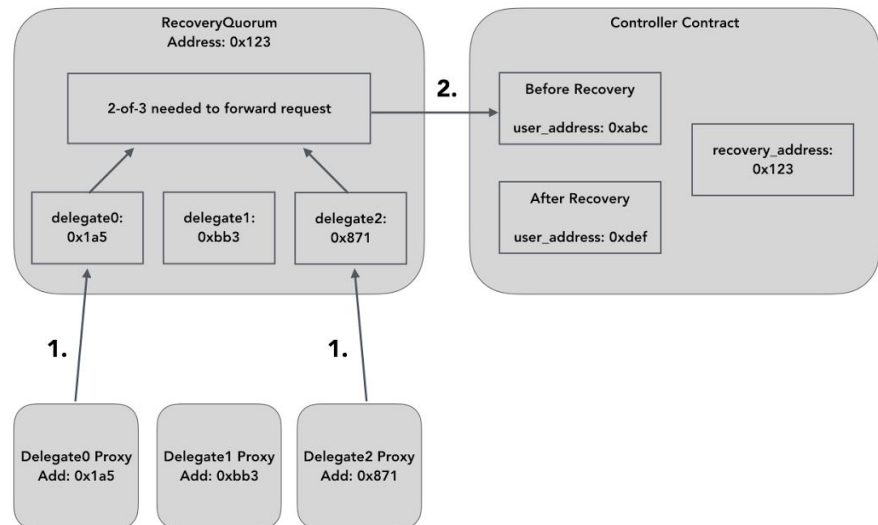 RecoveryQuorum
Address: 0x123
2-of-3 needed to forward request
delegate0:
0x1a5
delegate1:
0xbb3
delegate2:
0x871
2.
Controller Contract
Before Recovery
user_address: 0xabc
After Recovery
user_address: 0xdef
recovery_address:
0x123
1.
1.
Delegate0 Proxy
Add: 0x1a5
Delegate1 Proxy
Add: 0xbb3
Delegate2 Proxy
Add: 0x871